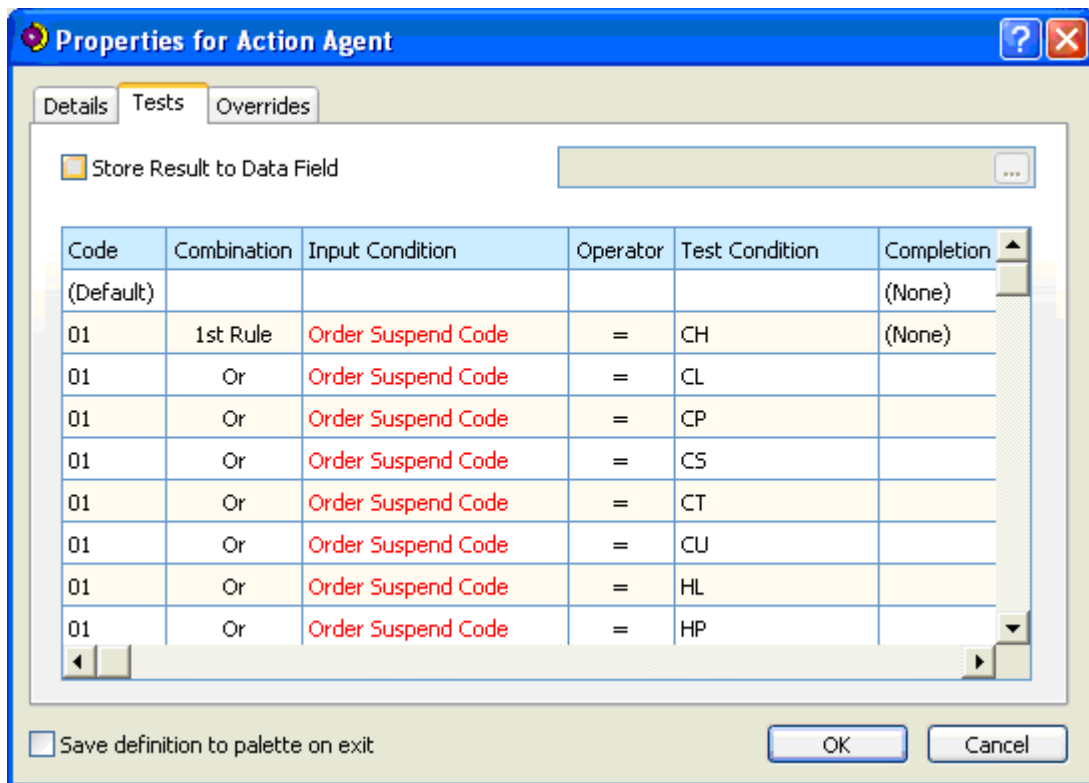 Properties for Action Agent
Details Tests Overrides
Store Result to Data Field ...
Code Combination Input Condition Operator Test Condition Completion
(Default) (None)
01 1st Rule Order Suspend Code = CH (None)
01 Or Order Suspend Code = CL
01 Or Order Suspend Code = CP
01 Or Order Suspend Code = CS
01 Or Order Suspend Code = CT
01 Or Order Suspend Code = CU
01 Or Order Suspend Code = HL
01 Or Order Suspend Code = HP
Save definition to palette on exit OK Cancel